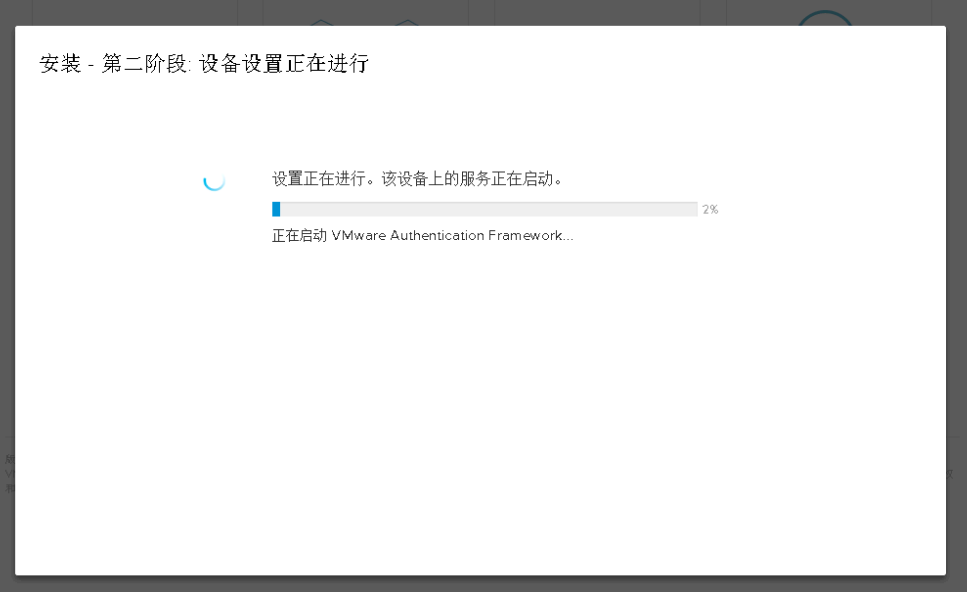 安装 - 第二阶段: 设备设置正在进行
设置正在进行。该设备上的服务正在启动。
2%
正在启动 VMware Authentication Framework...